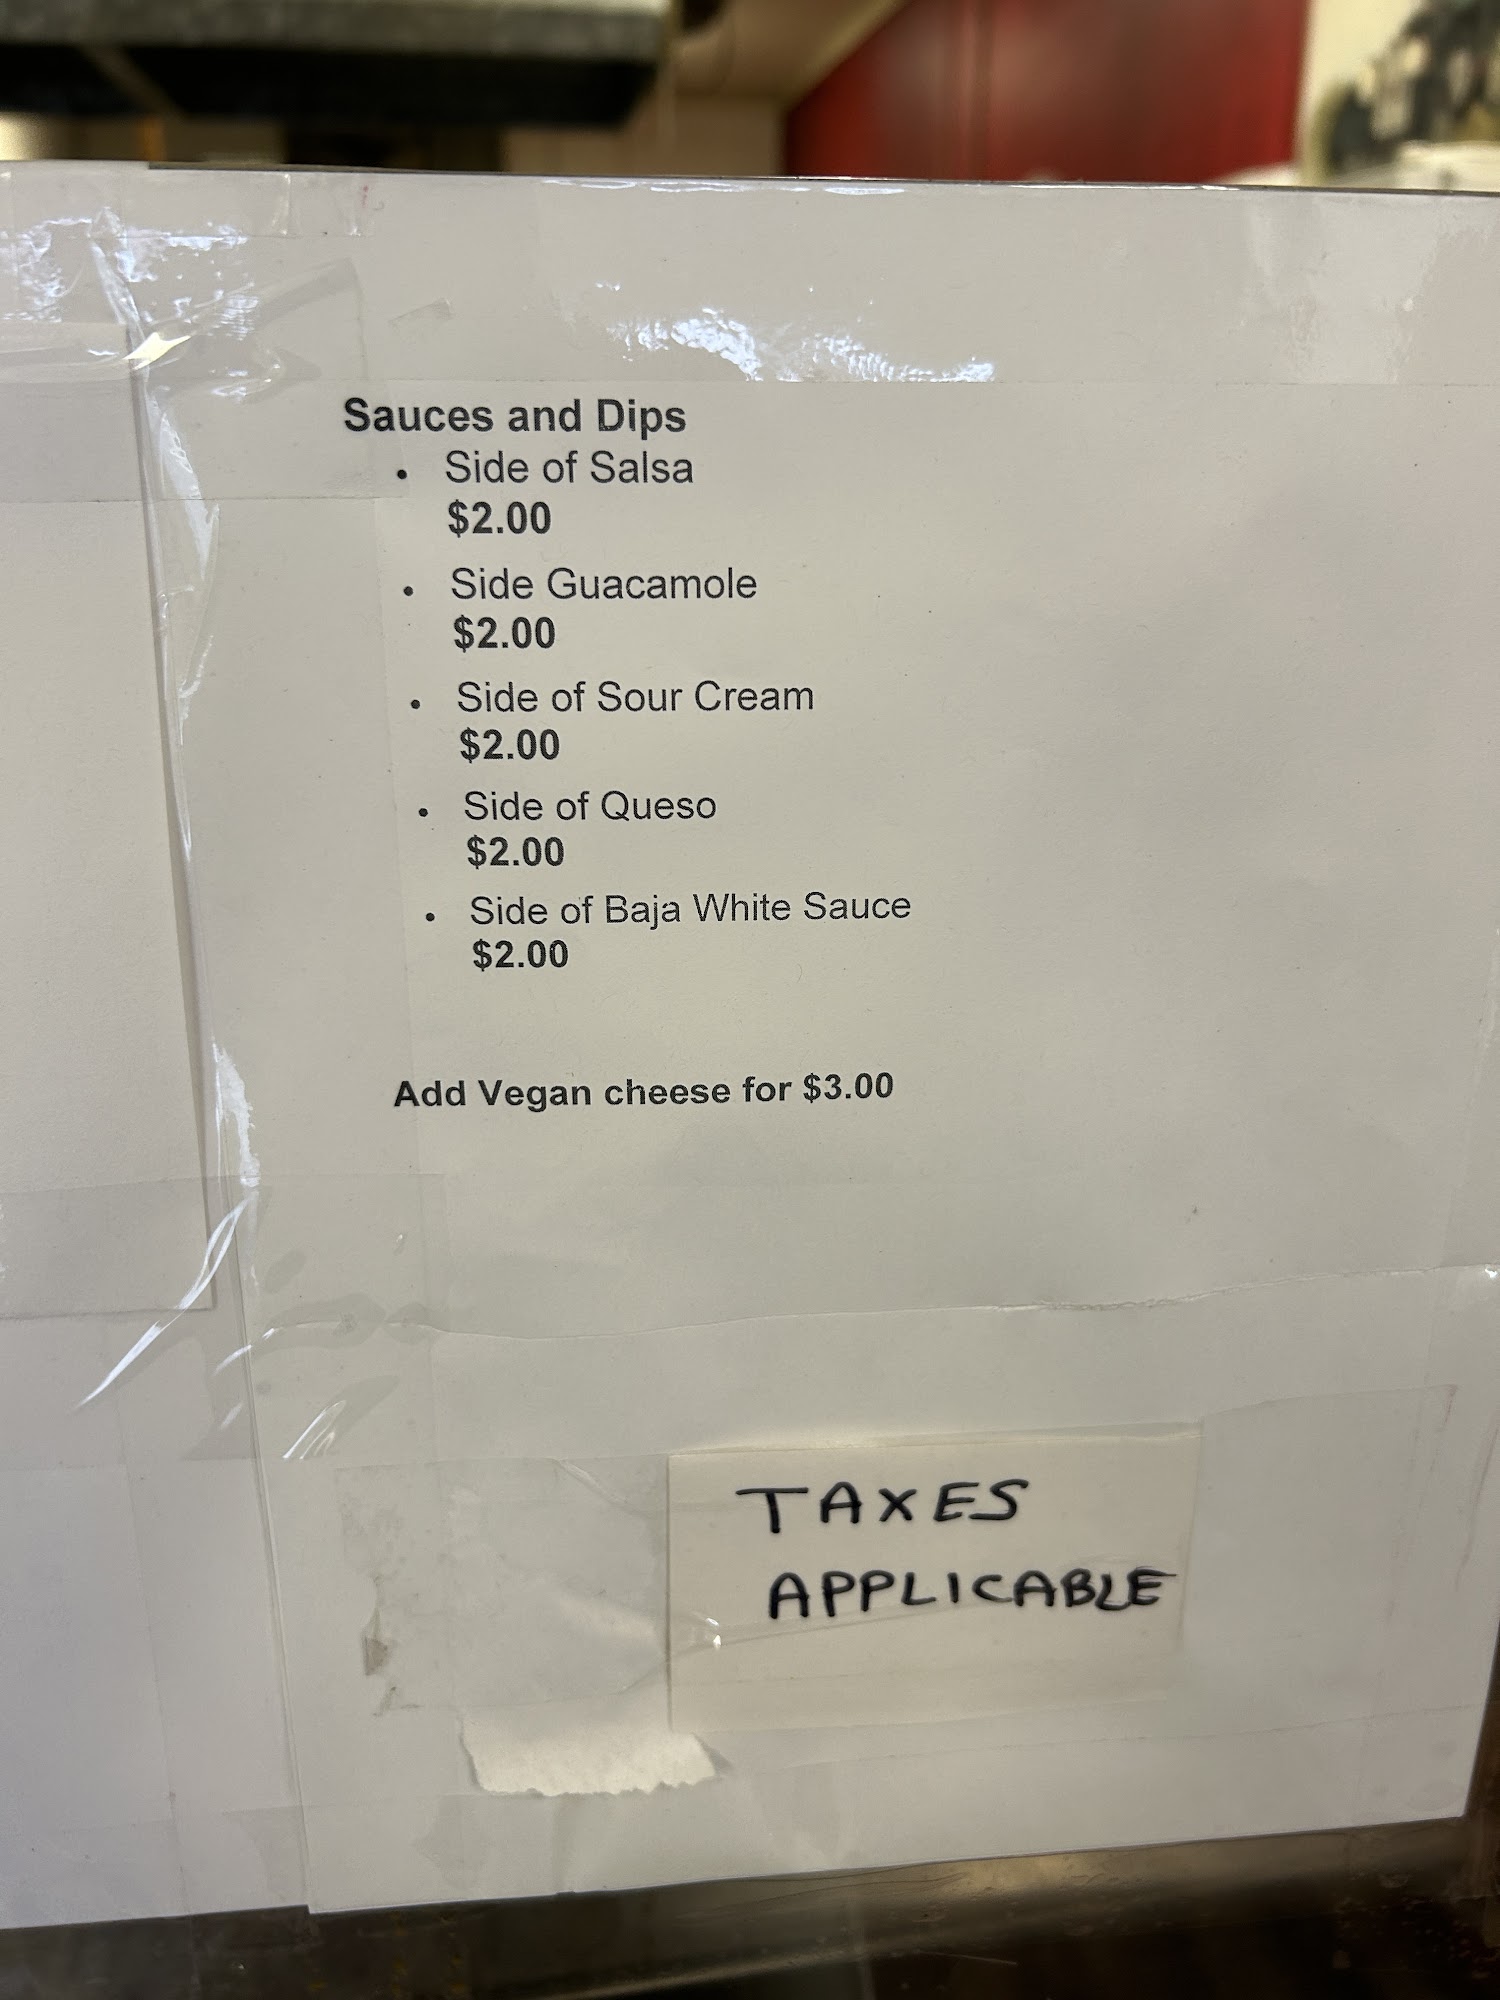 Sauces and Dips
• Side of Salsa
$2.00
• Side Guacamole
$2.00
• Side of Sour Cream
$2.00
• Side of Queso
$2.00
• Side of Baja White Sauce
$2.00
Add Vegan cheese for $3.00
TAXES
APPLICABLE